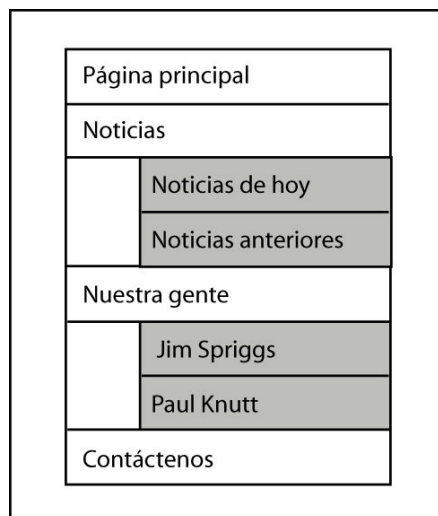 Página principal
Noticias
Noticias de hoy
Noticias anteriores
Nuestra gente
Jim Spriggs
Paul Knutt
Contáctenos